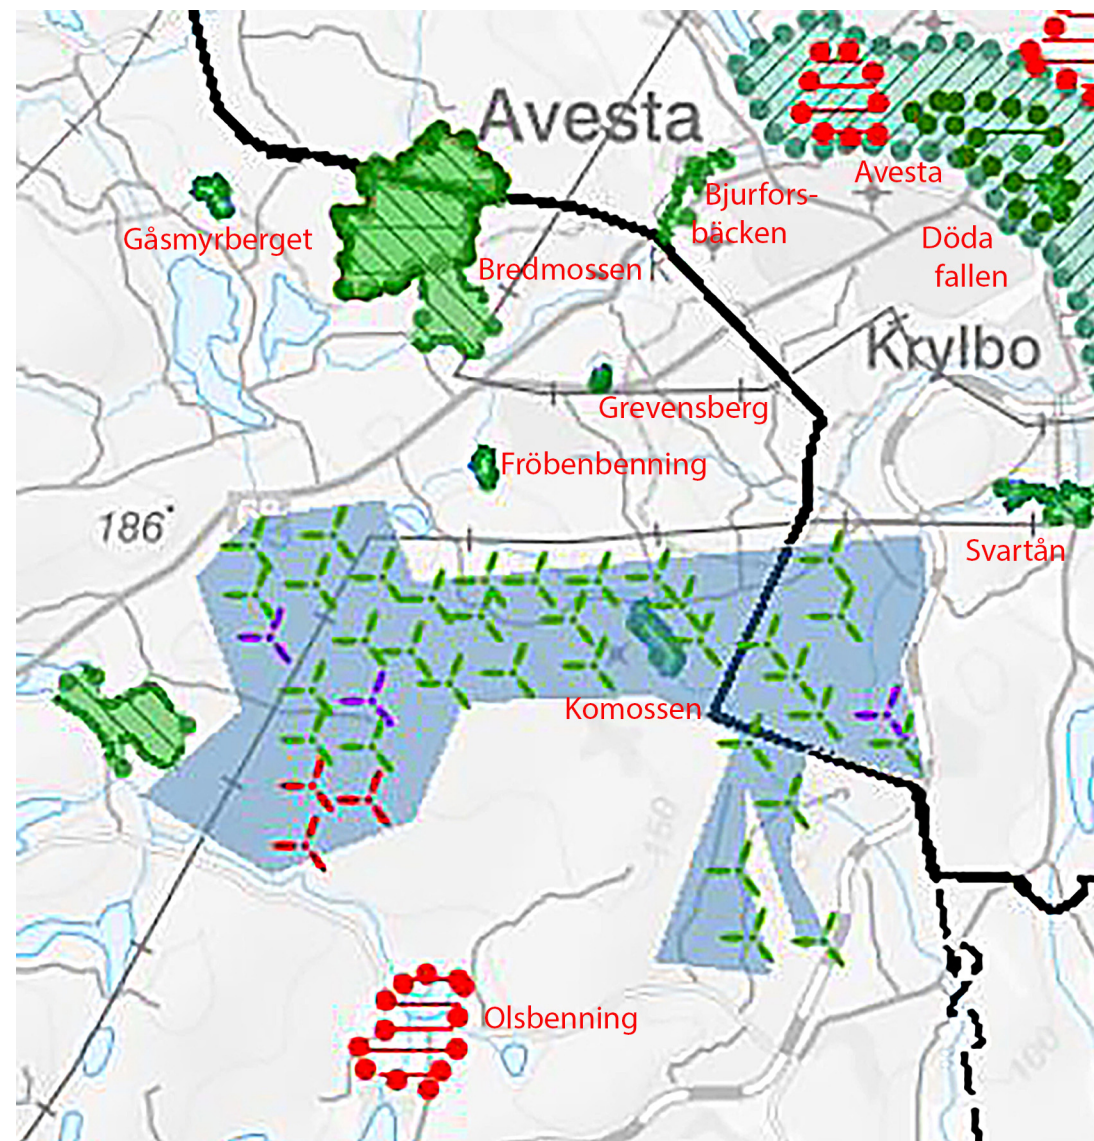 Avesta
Avesta
Bjurfors-
bäcken
Gåsmyrberget
Döda
fallen
Bredmossen
K
Krylbo
Grevensberg
Fröbenbenning
186
Svartån
Komossen
150
Olsbenning
100